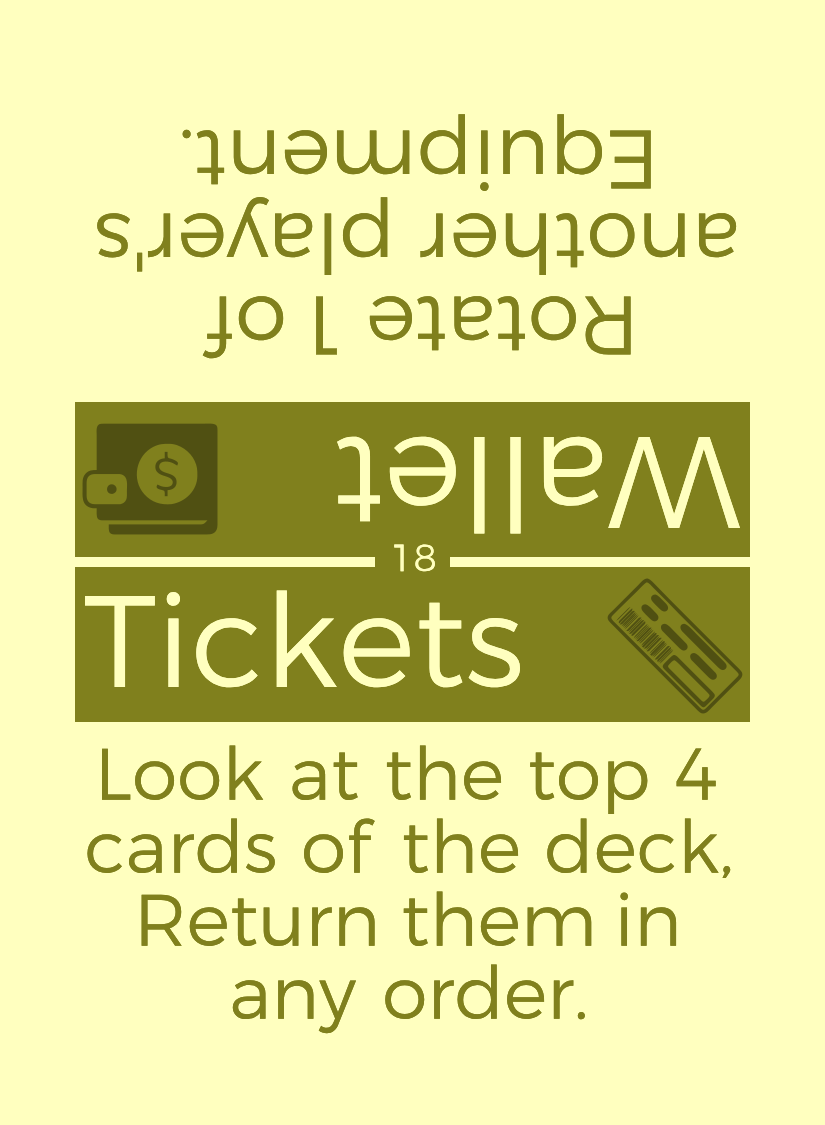 Rotate 1 of
another player's
Equipment.
Wallet
$
18
Tickets
Look at the top 4
cards of the deck,
Return them in
any order.